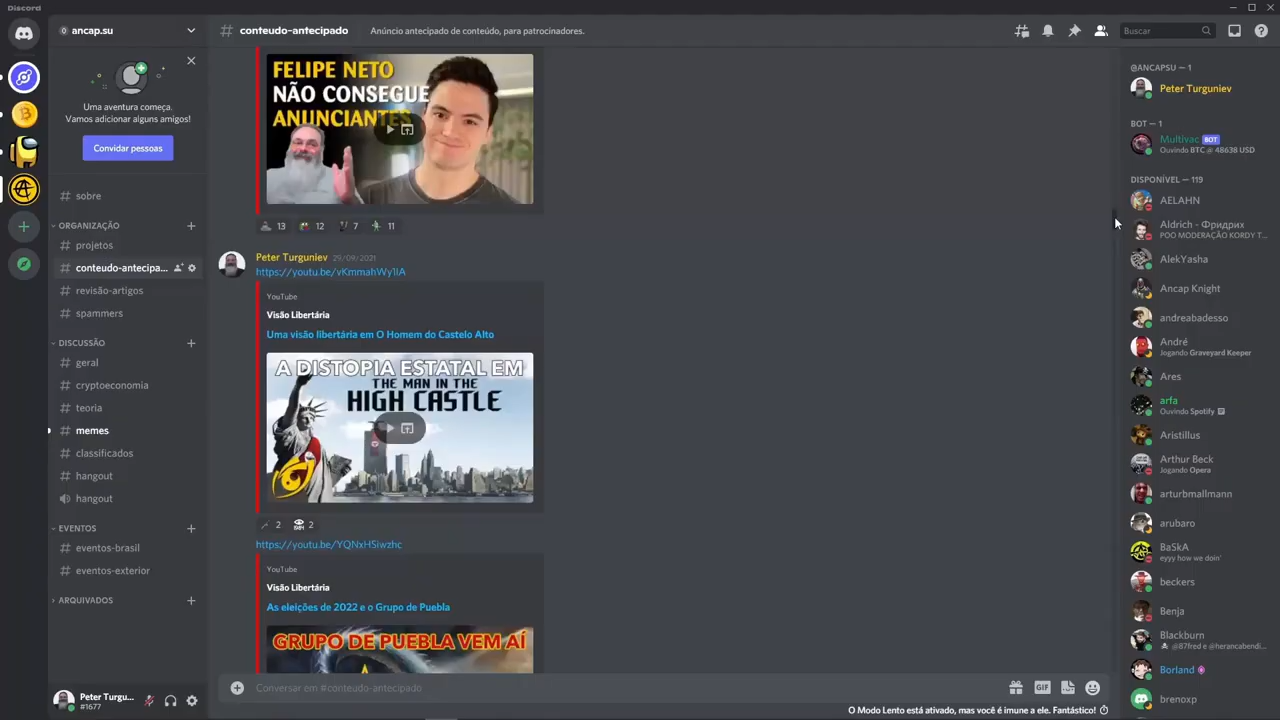 Discord
ancap.su
Uma aventura começa.
Vamos adicionar alguns amigos!
Convidar pessoas
# sobre
ORGANIZAÇÃO
# projetos
# conteudo-antecipa...
# revisão-artigos
# spammers
DISCUSSÃO
# geral
# cryptoeconomia
# teoria
# memes
# classificados
# hangout
hangout
EVENTOS
# eventos-brasil
# eventos-exterior
ARQUIVADOS
Peter Turgu...
#1677
# conteudo-antecipado
Anúncio antecipado de conteúdo, para patrocinadores.
Buscar
FELIPE NETO
NÃO CONSEGUE
ANUNCIANTES
13 12 7 11
Peter Turguniev 29/09/2021
https://youtu.be/vKmmahWy1iA
YouTube
Visão Libertária
Uma visão libertária em O Homem do Castelo Alto
A DISTOPIA ESTATAL EM
THE MAN IN THE
HIGH CASTLE
2 2
https://youtu.be/YQNxHSiwzhc
YouTube
Visão Libertária
As eleições de 2022 e o Grupo de Puebla
GRUPO DE PUEBLA VEM AÍ
Conversar em #conteudo-antecipado
GIF
O Modo Lento está ativado, mas você é imune a ele. Fantástico!
@ANCAPSU — 1
Peter Turguniev
BOT — 1
Multivac BOT
Ouvindo BTC 48638 USD
DISPONÍVEL — 119
AELAHN
Aldrich - Фридрих
POO MODERAÇÃO KORDY T...
AlekYasha
Ancap Knight
andreabadesso
André
Jogando Graveyard Keeper
Ares
arfa
Ouvindo Spotify
Aristillus
Arthur Beck
Jogando Opera
arturbmallmann
arubaro
BaSkA
eyyy how we doin'
beckers
Benja
Blackburn
@87fred e @herancabendi...
Borland
brenoxp